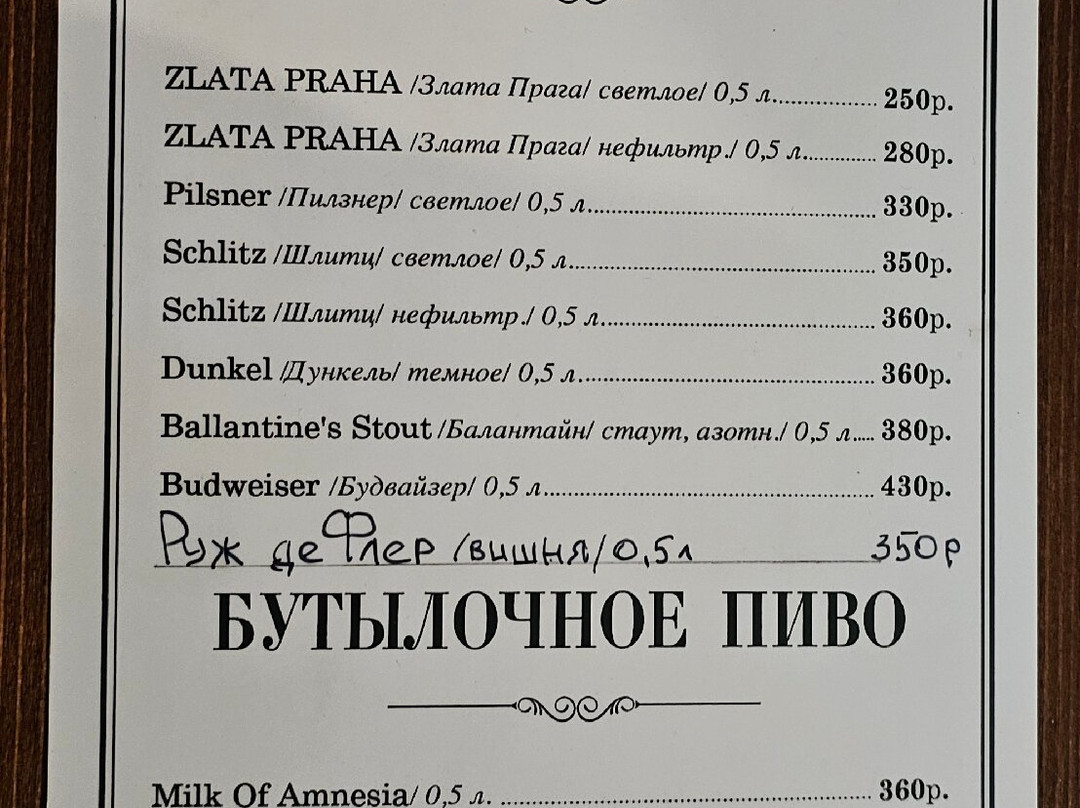 ZLATA PRAHA /Злата Прага/ светлое/ 0,5 л................. 250р.
ZLATA PRAHA /Злата Прага/ нефильтр./ 0,5 л............. 280р.
Pilsner /Пилзнер/ светлое/ 0,5 л.................................................. 330р.
Schlitz /Шлитц/ светлое/ 0,5 л..................................................... 350р.
Schlitz /Шлитц/ нефильтр./ 0,5 л............................................... 360р.
Dunkel /Дункель/ темное/ 0,5 л................................................... 360р.
Ballantine's Stout /Балантайн/ стаут, азотн./ 0,5 л..... 380р.
Budweiser /Будвайзер/ 0,5 л.......................................................... 430р.
Руж де Флер /вишня/ 0,5л 350р
БУТЫЛОЧНОЕ ПИВО
Milk Of Amnesia/ 0,5 л. ............................................................... 360р.